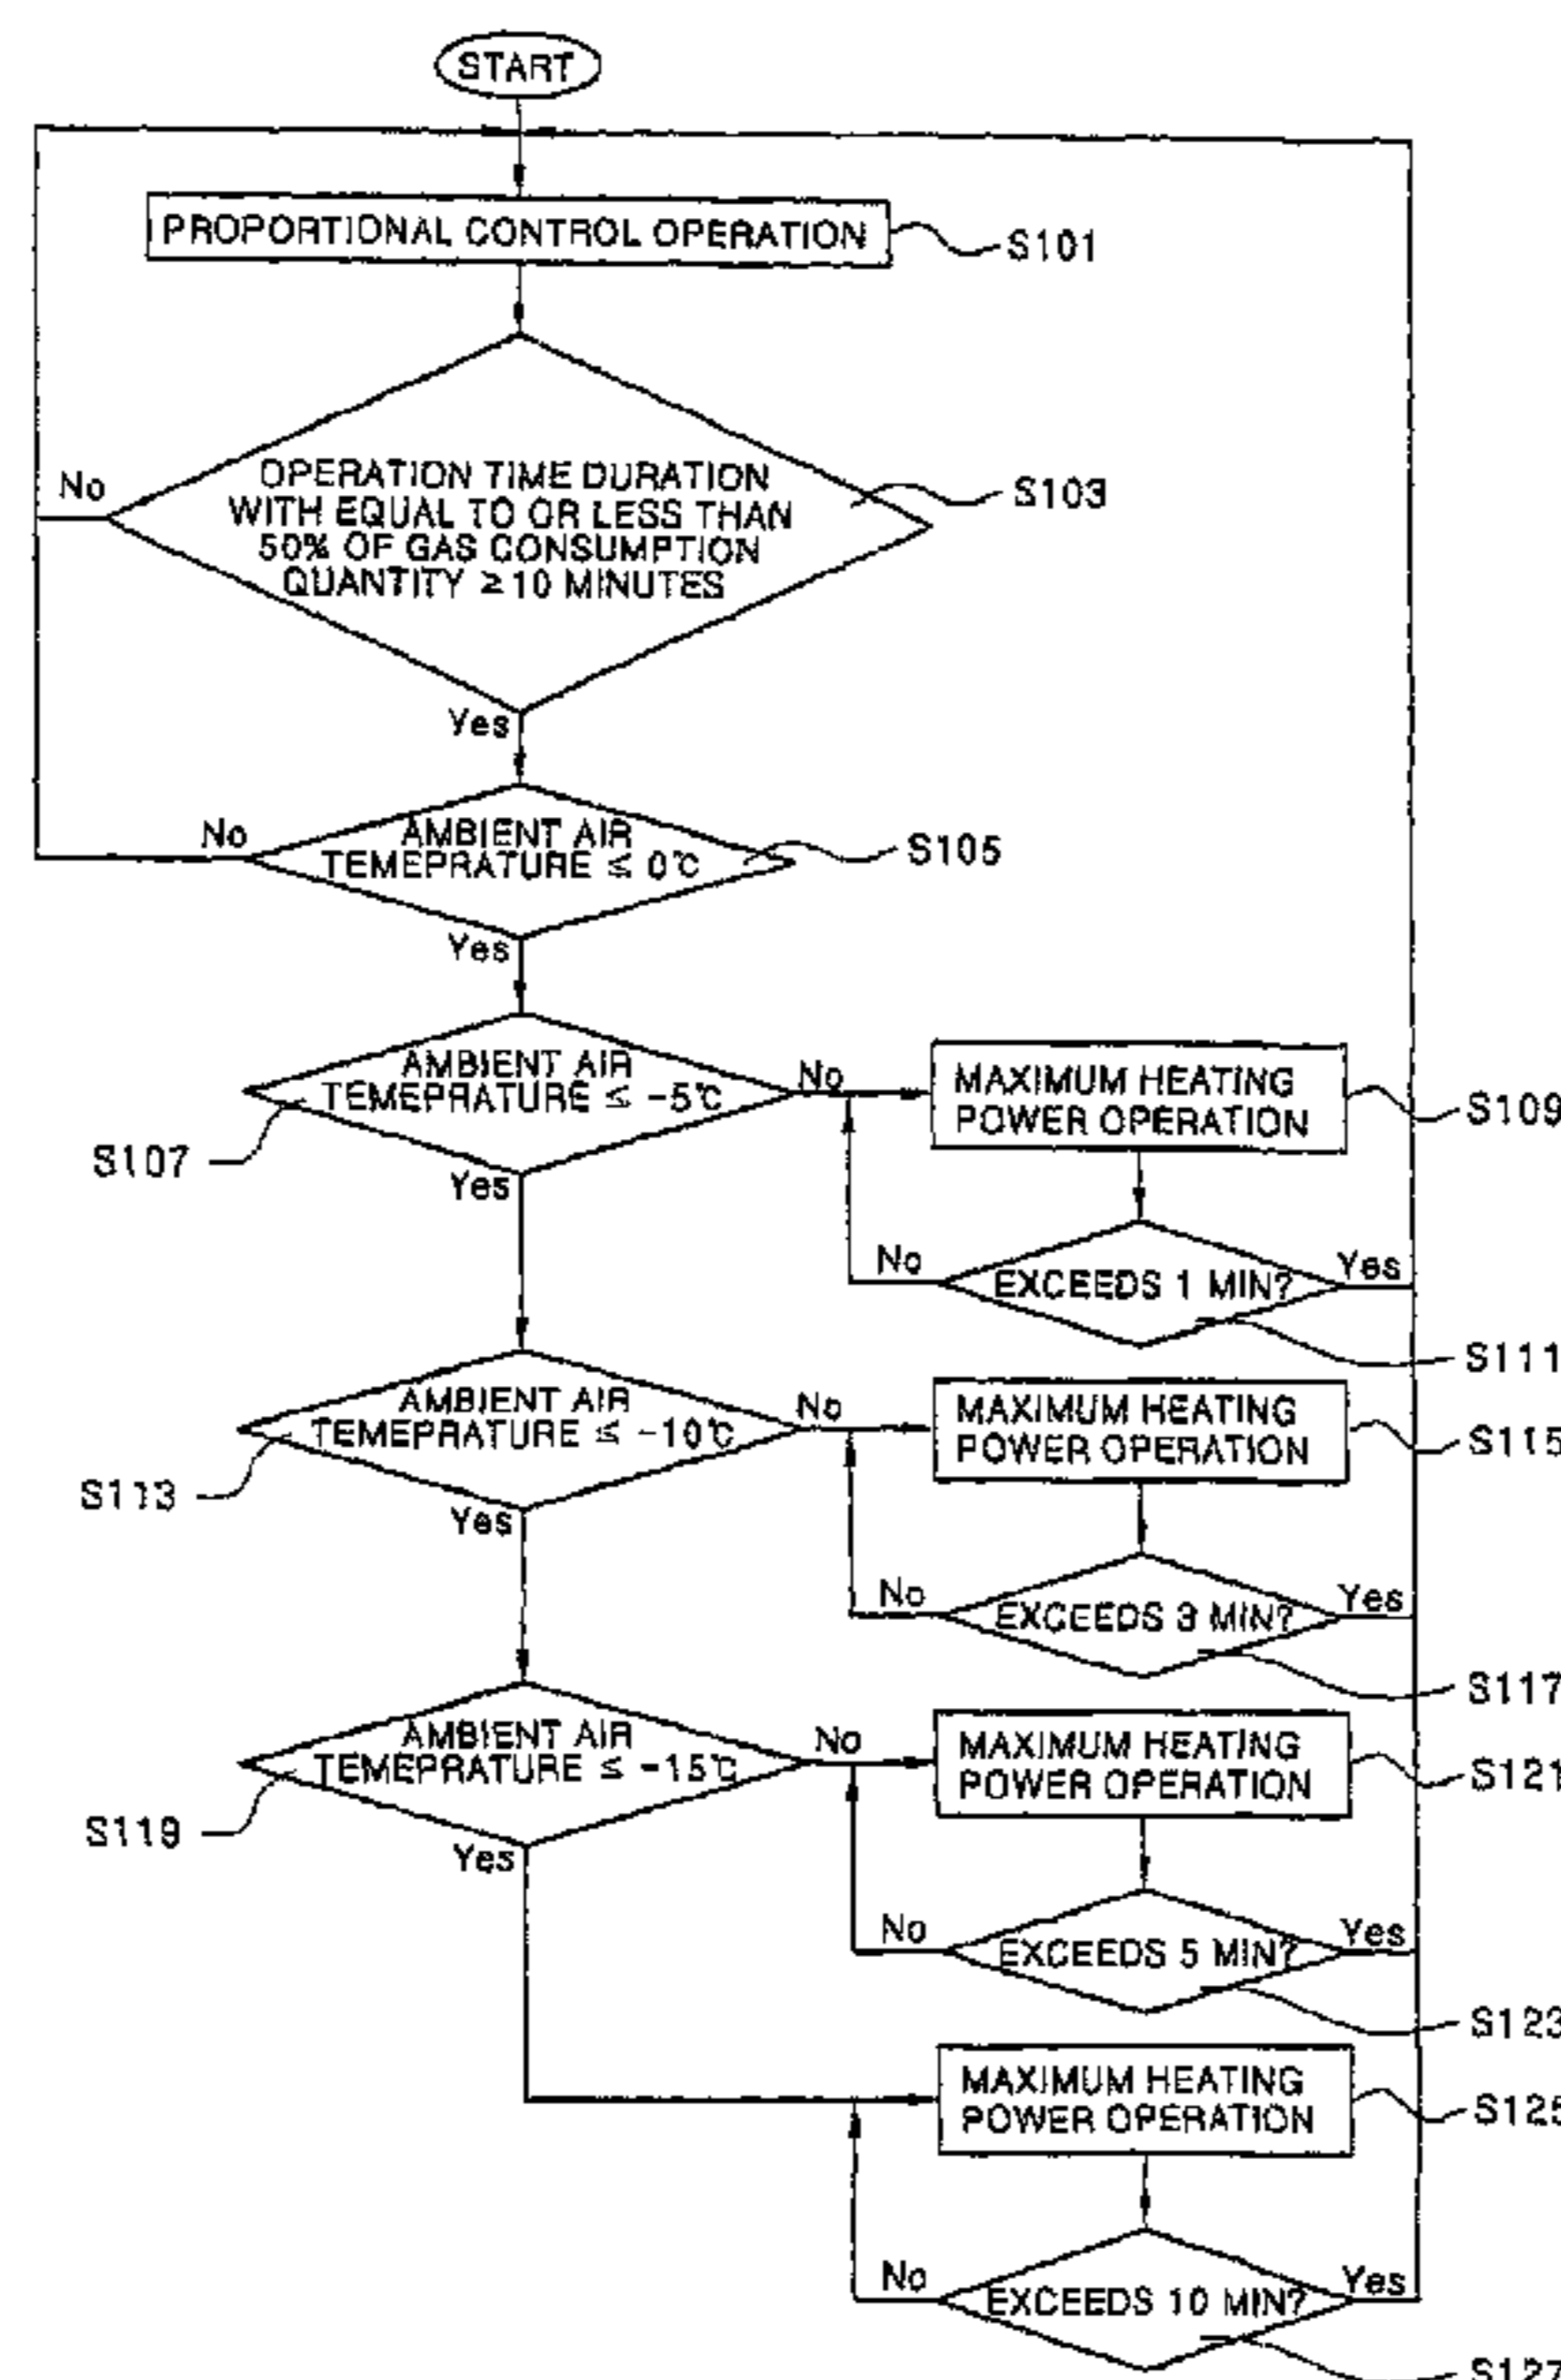 START
PROPORTIONAL CONTROL OPERATION
S101
No
OPERATION TIME DURATION
WITH EQUAL TO OR LESS THAN
50% OF GAS CONSUMPTION
QUANTITY ≥10 MINUTES
S103
Yes
No
AMBIENT AIR
TEMEPRATURE ≤ 0℃
S105
Yes
AMBIENT AIR
TEMEPRATURE ≤ -5℃
S107
No
MAXIMUM HEATING
POWER OPERATION
S109
Yes
No
EXCEEDS 1 MIN?
Yes
S111
AMBIENT AIR
TEMEPRATURE ≤ -10℃
S113
No
MAXIMUM HEATING
POWER OPERATION
S115
Yes
No
EXCEEDS 3 MIN?
Yes
S117
AMBIENT AIR
TEMEPRATURE ≤ -15℃
S119
No
MAXIMUM HEATING
POWER OPERATION
S121
Yes
No
EXCEEDS 5 MIN?
Yes
S123
MAXIMUM HEATING
POWER OPERATION
S125
No
EXCEEDS 10 MIN?
Yes
S127